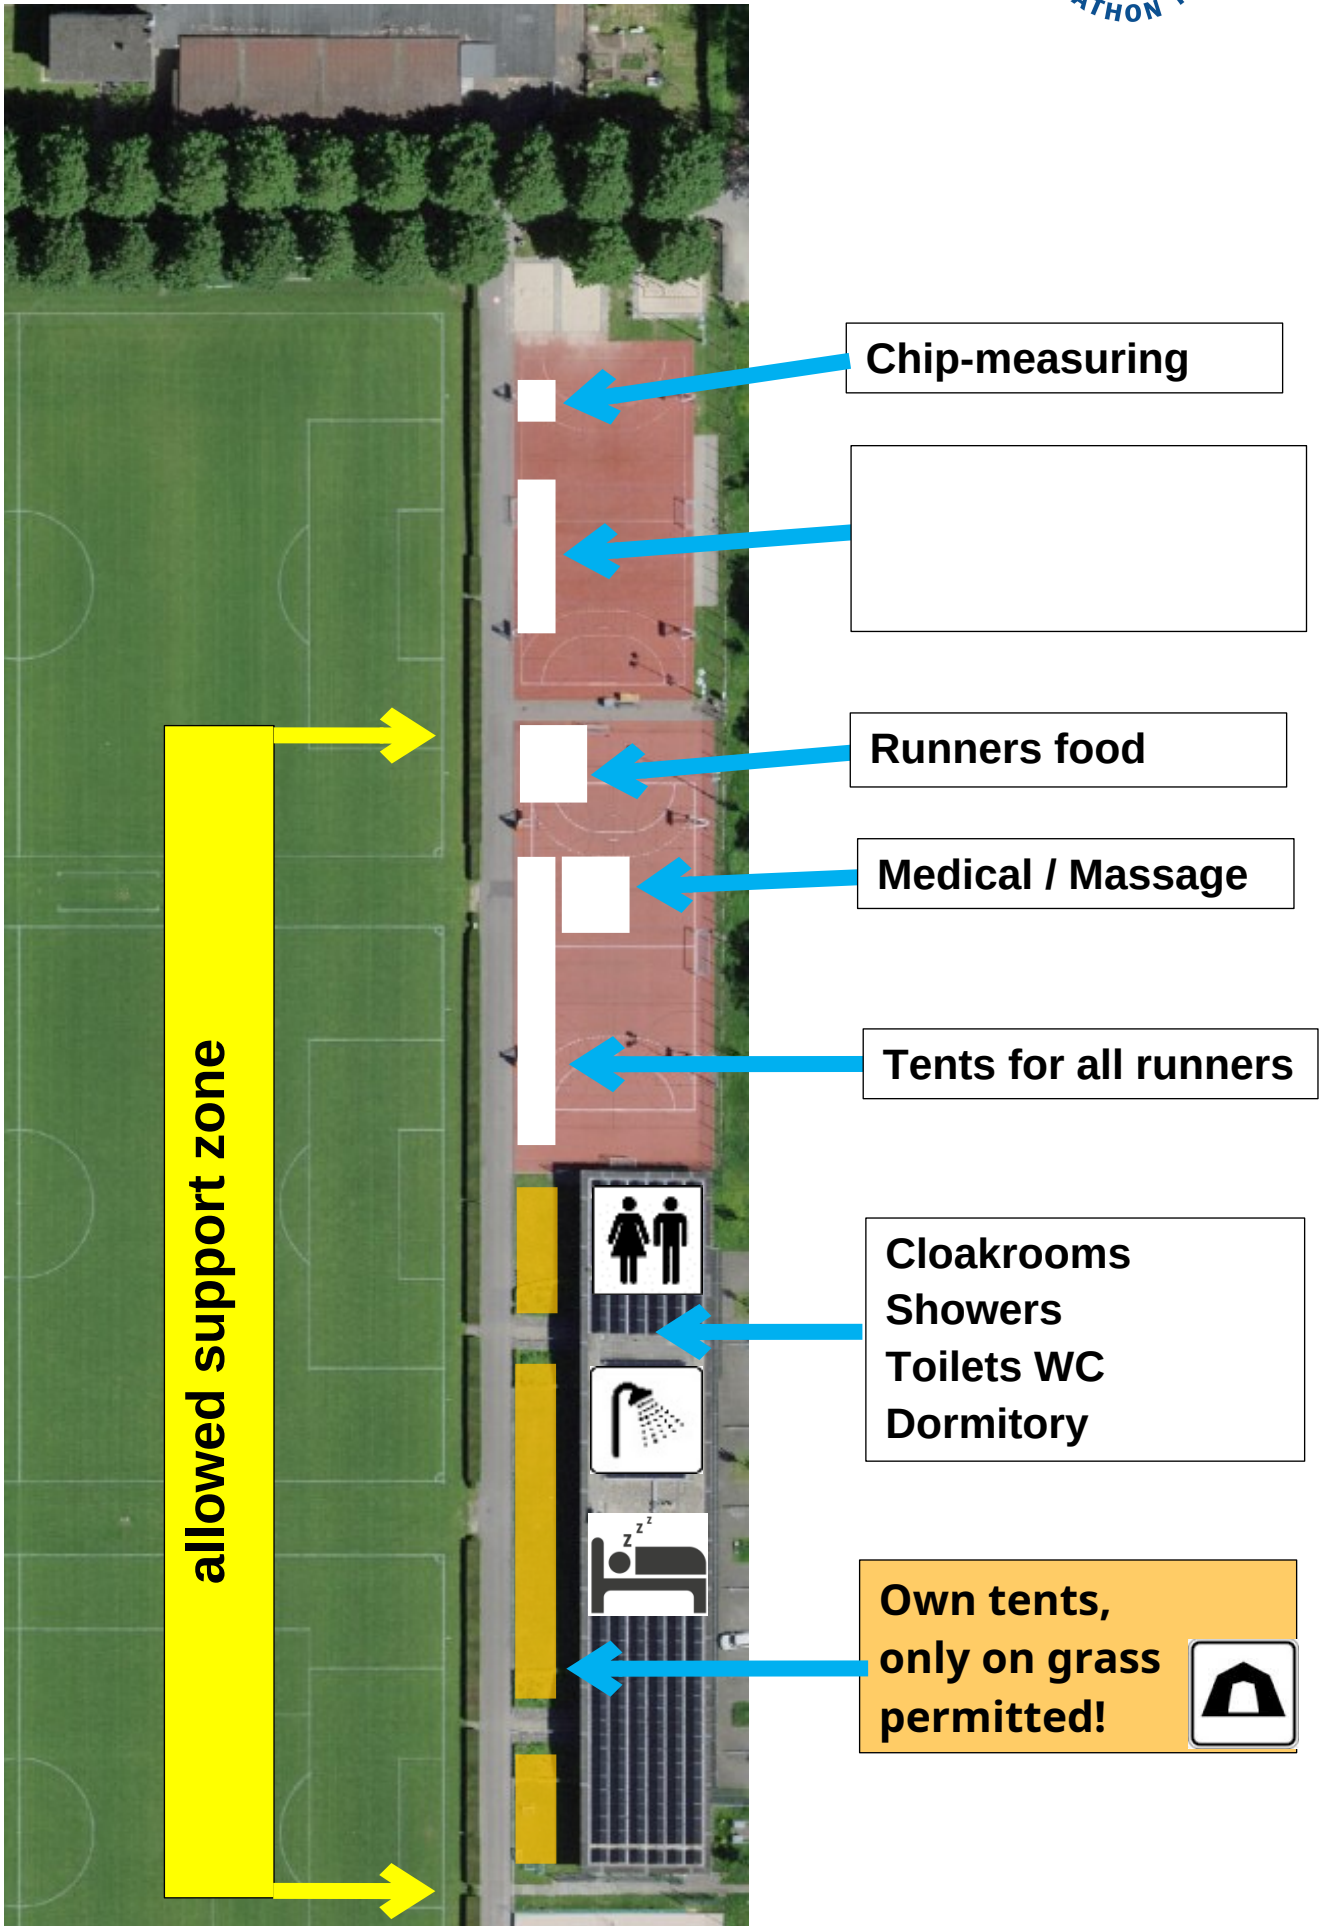 Chip-measuring
Runners food
Medical / Massage
Tents for all runners
allowed support zone
Cloakrooms
Showers
Toilets WC
Dormitory
z z z
Own tents,
only on grass
permitted!